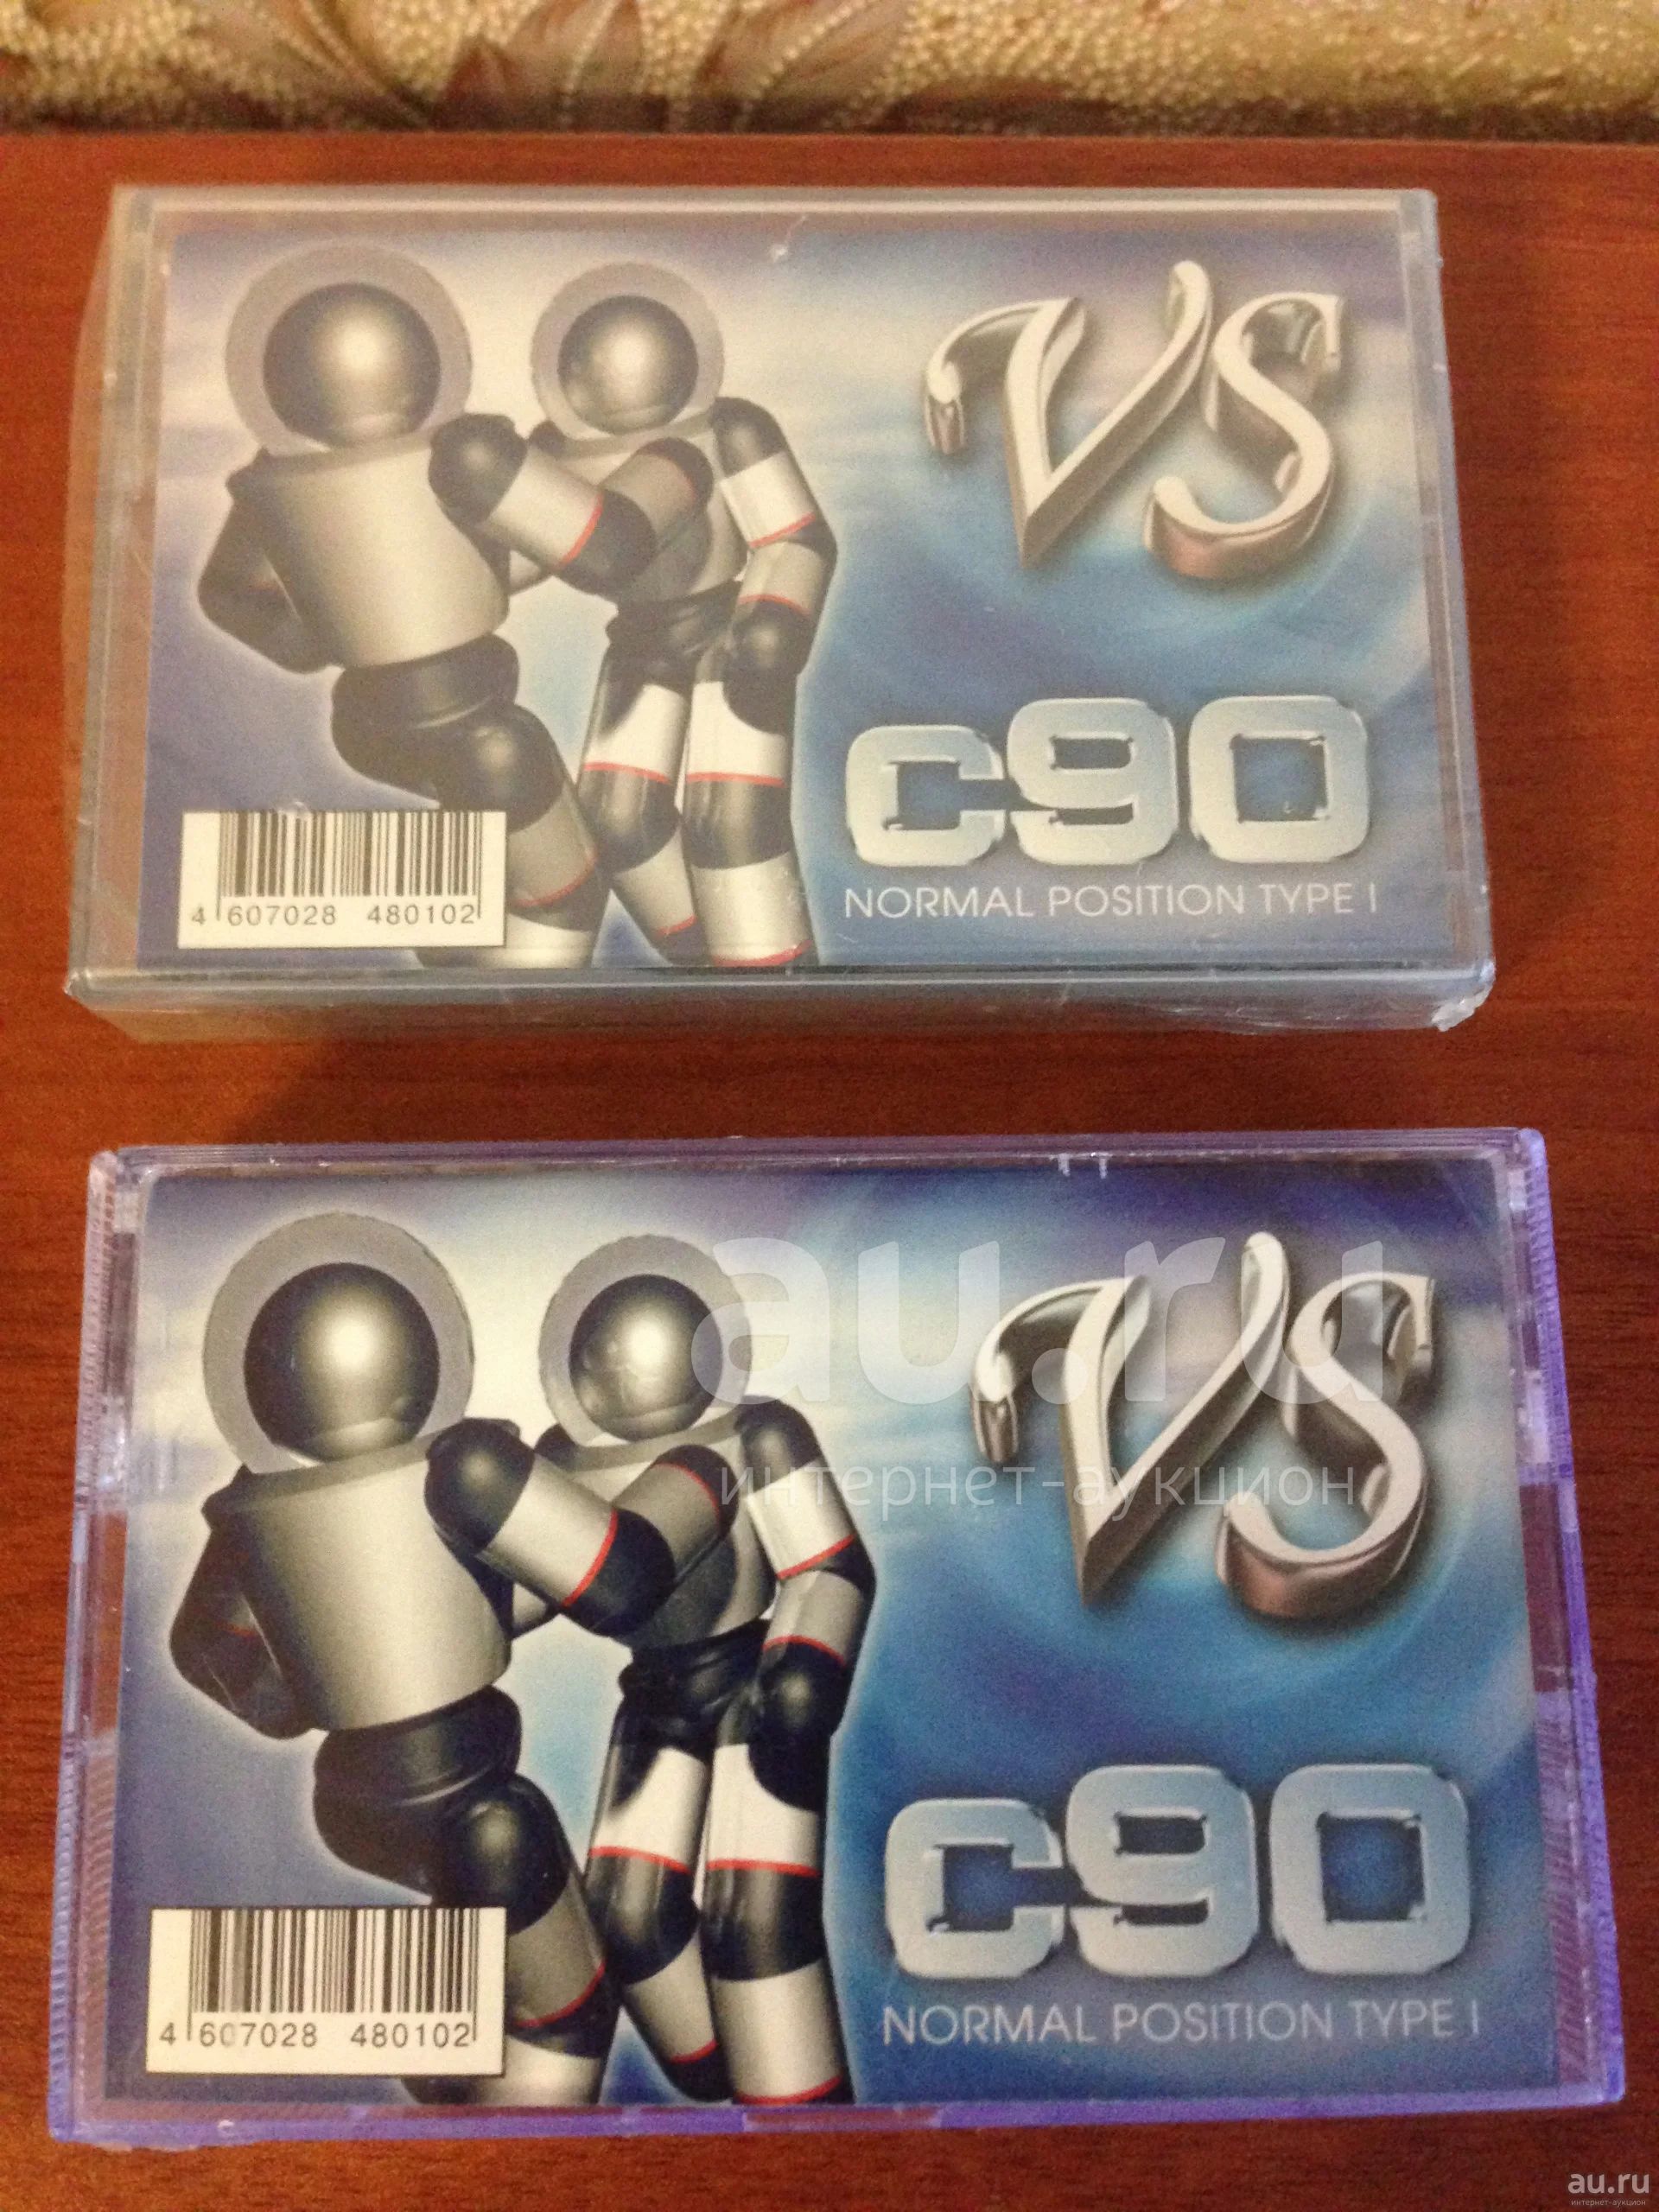 VS
c90
NORMAL POSITION TYPE I
4 607028 480102
au.ru
интернет-аукцион
VS
c90
NORMAL POSITION TYPE I
4 607028 480102
au.ru
интернет-аукцион